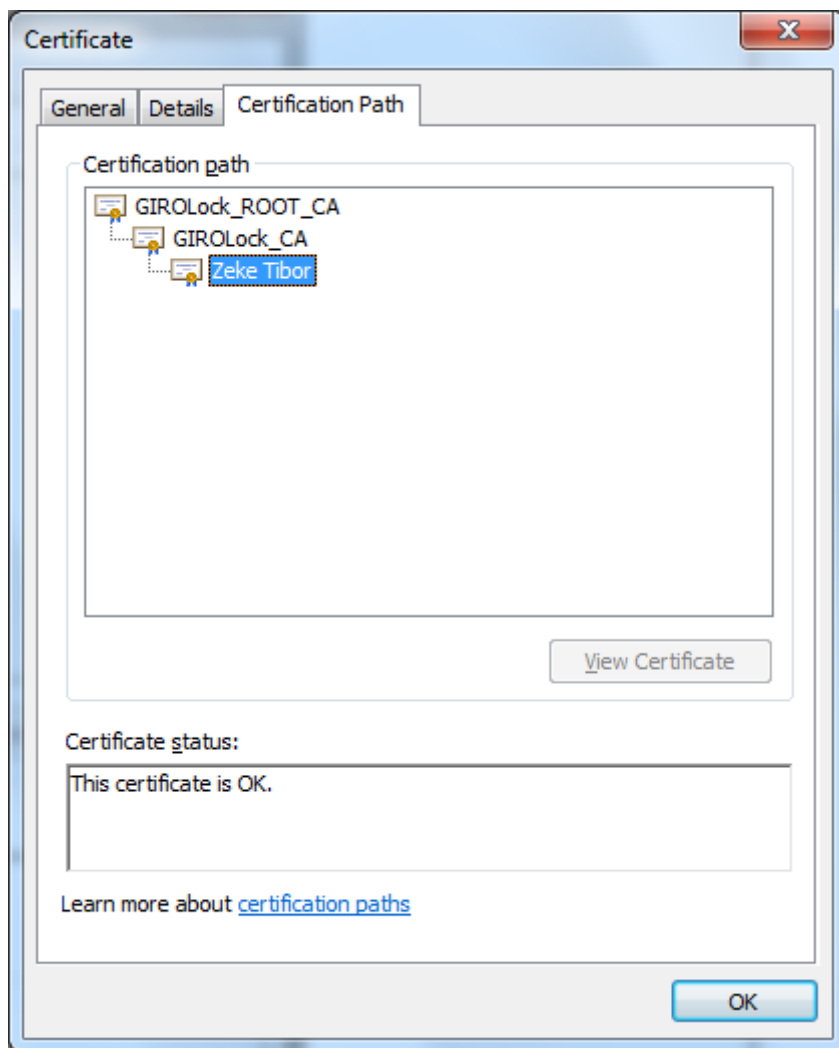 Certificate
General Details Certification Path
Certification path
GIROLock_ROOT_CA
GIROLock_CA
Zeke Tibor
View Certificate
Certificate status:
This certificate is OK.
Learn more about certification paths
OK